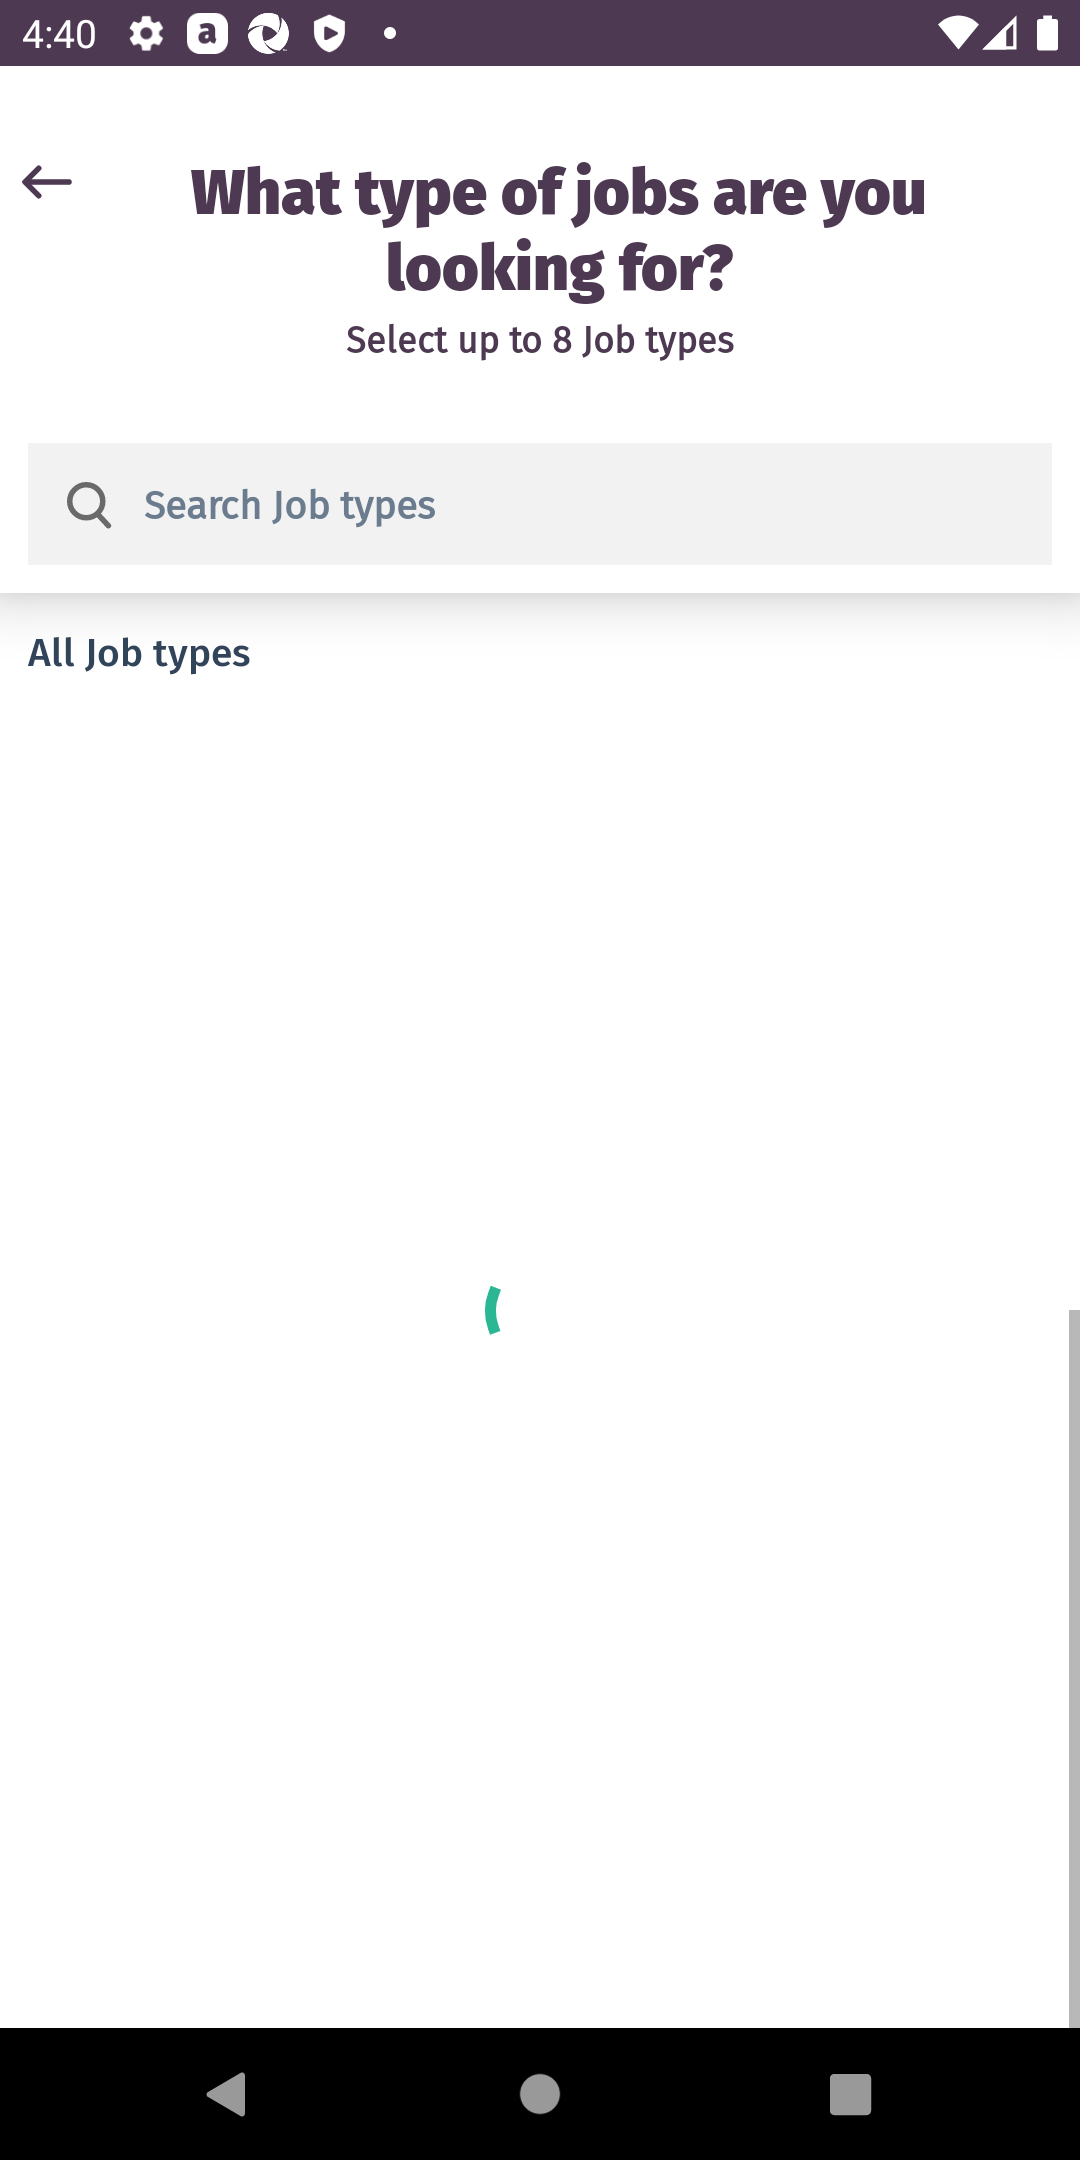 4:40
What type of jobs are you
looking for?
Select up to 8 Job types
Search Job types
All Job types